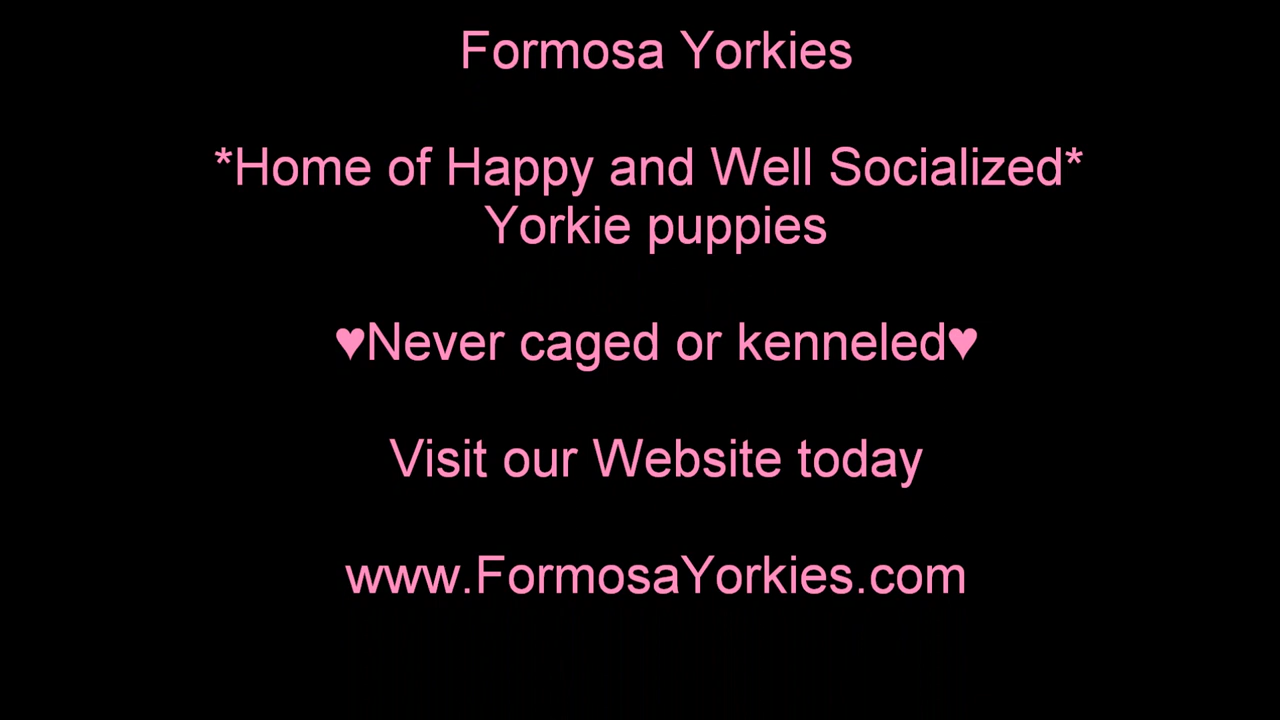 Formosa Yorkies
*Home of Happy and Well Socialized*
Yorkie puppies
♥Never caged or kenneled♥
Visit our Website today
www.FormosaYorkies.com